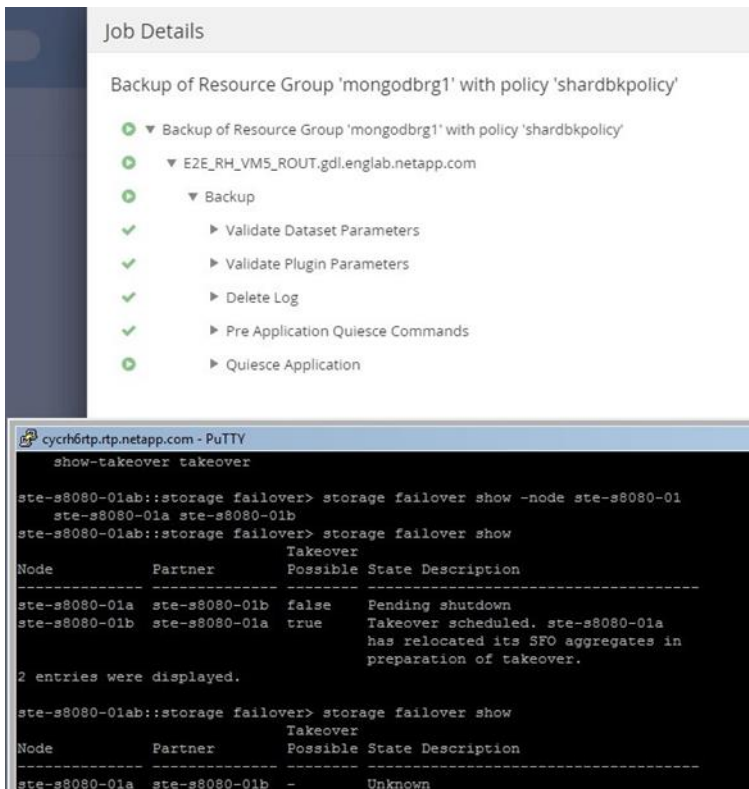 Job Details
Backup of Resource Group 'mongodbrg1' with policy 'shardbkpolicy'
Backup of Resource Group 'mongodbrg1' with policy 'shardbkpolicy'
E2E_RH_VM5_ROUT.gdl.englab.netapp.com
Backup
Validate Dataset Parameters
Validate Plugin Parameters
Delete Log
Pre Application Quiesce Commands
Quiesce Application
cycrh6rtp.rtp.netapp.com - PuTTY
show-takeover takeover
ste-s8080-01ab::storage failover> storage failover show -node ste-s8080-01
ste-s8080-01a ste-s8080-01b
ste-s8080-01ab::storage failover> storage failover show
Takeover
Node Partner Possible State Description
-------------- -------------- -------- -------------------------------------
ste-s8080-01a ste-s8080-01b false Pending shutdown
ste-s8080-01b ste-s8080-01a true Takeover scheduled. ste-s8080-01a
has relocated its SFO aggregates in
preparation of takeover.
2 entries were displayed.
ste-s8080-01ab::storage failover> storage failover show
Takeover
Node Partner Possible State Description
-------------- -------------- -------- -------------------------------------
ste-s8080-01a ste-s8080-01b - Unknown